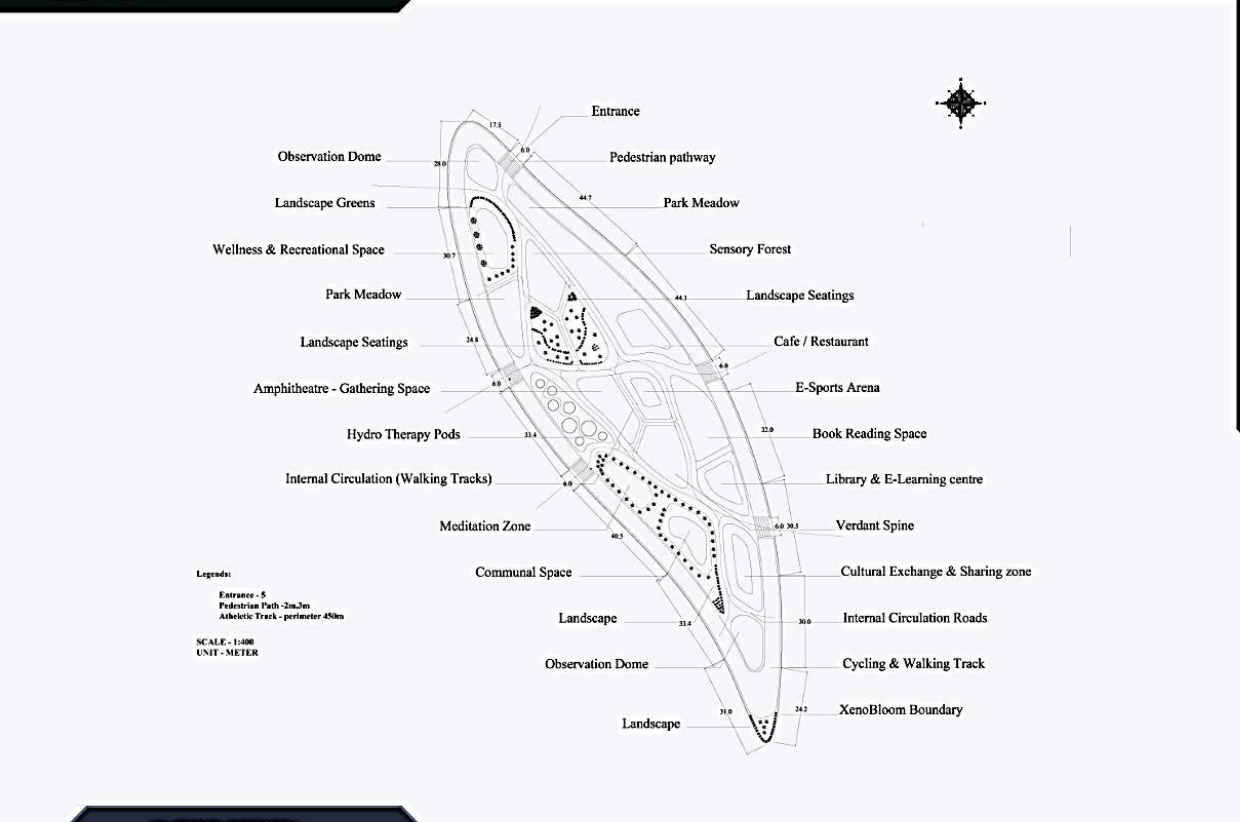 Entrance
17.5
6.0
Observation Dome
Pedestrian pathway
28.0
44.7
Landscape Greens
Park Meadow
Wellness & Recreational Space
30.7
Sensory Forest
Park Meadow
44.1
Landscape Seatings
Landscape Seatings
24.8
Cafe / Restaurant
6.0
Amphitheatre - Gathering Space
6.0
E-Sports Arena
Hydro Therapy Pods
33.4
32.0
Book Reading Space
Internal Circulation (Walking Tracks)
6.0
Library & E-Learning centre
Meditation Zone
40.3
6.0
30.5
Verdant Spine
Communal Space
Cultural Exchange & Sharing zone
Legends:
Entrance - 5
Pedestrian Path -2m,3m
Atheletic Track - perimeter 450m
SCALE - 1:400
UNIT - METER
Landscape
33.4
30.0
Internal Circulation Roads
Observation Dome
Cycling & Walking Track
31.0
24.2
XenoBloom Boundary
Landscape